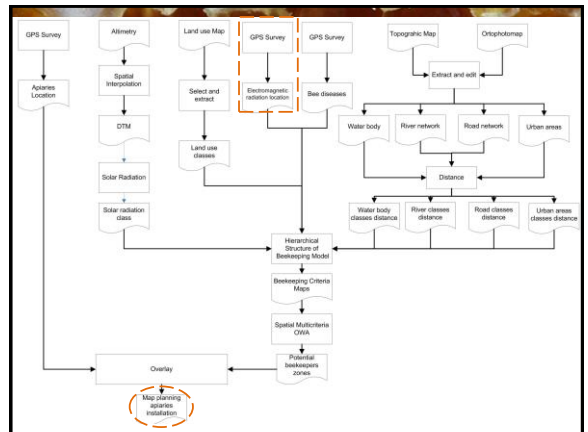 GPS Survey
Altimetry
Land use Map
GPS Survey
GPS Survey
Topograhic Map
Ortophotomap
Spatial
Interpolation
Select and
extract
Extract and edit
Apiaries
Location
Electromagnetic
radiation location
Bee diseases
DTM
Land use
classes
Water body
River network
Road network
Urban areas
Solar Radiation
Distance
Solar radiation
class
Water body
classes distance
River classes
distance
Road classes
distance
Urban areas
classes distance
Hierarchical
Structure of
Beekeeping Model
Beekeeping Criteria
Maps
Spatial Multicriteria
OWA
Overlay
Potential
beekeepers
zones
Map planning
apiaries
installation